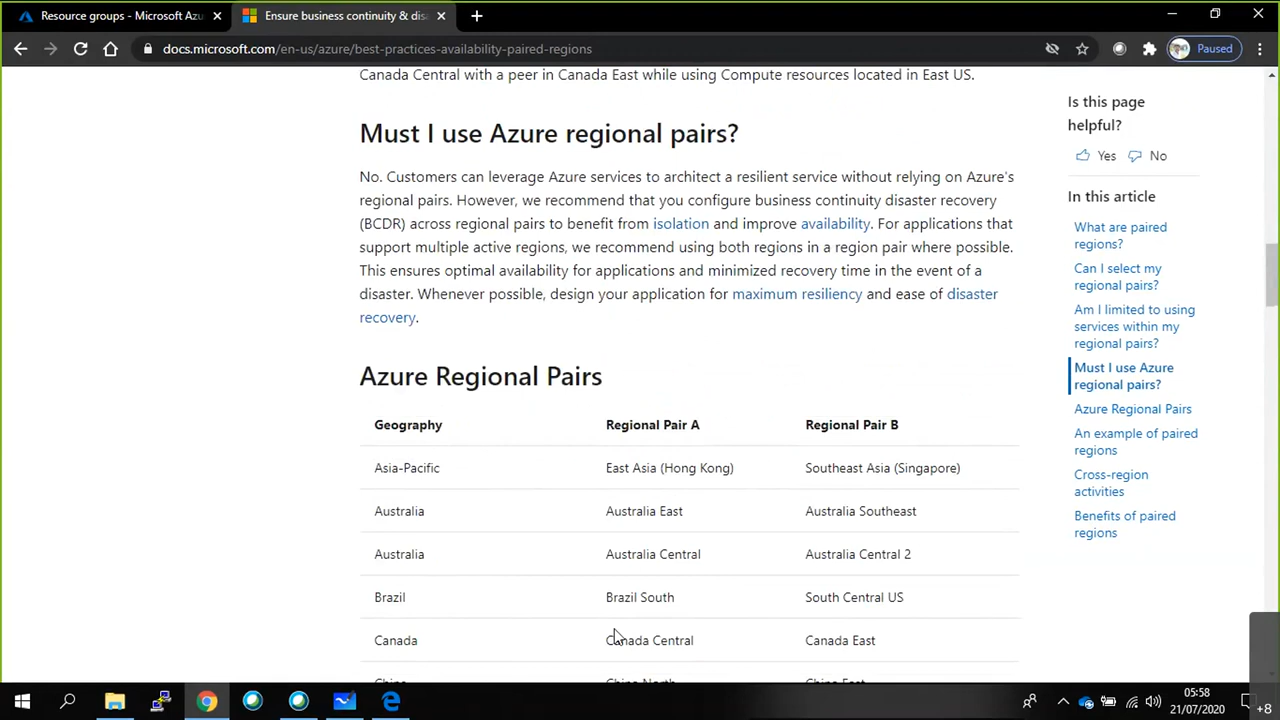 Resource groups - Microsoft Azu
Ensure business continuity & dis
docs.microsoft.com/en-us/azure/best-practices-availability-paired-regions
Paused
Canada Central with a peer in Canada East while using Compute resources located in East US.
Must I use Azure regional pairs?
No. Customers can leverage Azure services to architect a resilient service without relying on Azure's
regional pairs. However, we recommend that you configure business continuity disaster recovery
(BCDR) across regional pairs to benefit from isolation and improve availability. For applications that
support multiple active regions, we recommend using both regions in a region pair where possible.
This ensures optimal availability for applications and minimized recovery time in the event of a
disaster. Whenever possible, design your application for maximum resiliency and ease of disaster
recovery.
Azure Regional Pairs
Geography Regional Pair A Regional Pair B
Asia-Pacific East Asia (Hong Kong) Southeast Asia (Singapore)
Australia Australia East Australia Southeast
Australia Australia Central Australia Central 2
Brazil Brazil South South Central US
Canada Canada Central Canada East
China China North China East
Is this page
helpful?
Yes No
In this article
What are paired
regions?
Can I select my
regional pairs?
Am I limited to using
services within my
regional pairs?
Must I use Azure
regional pairs?
Azure Regional Pairs
An example of paired
regions
Cross-region
activities
Benefits of paired
regions
05:58
21/07/2020
+8